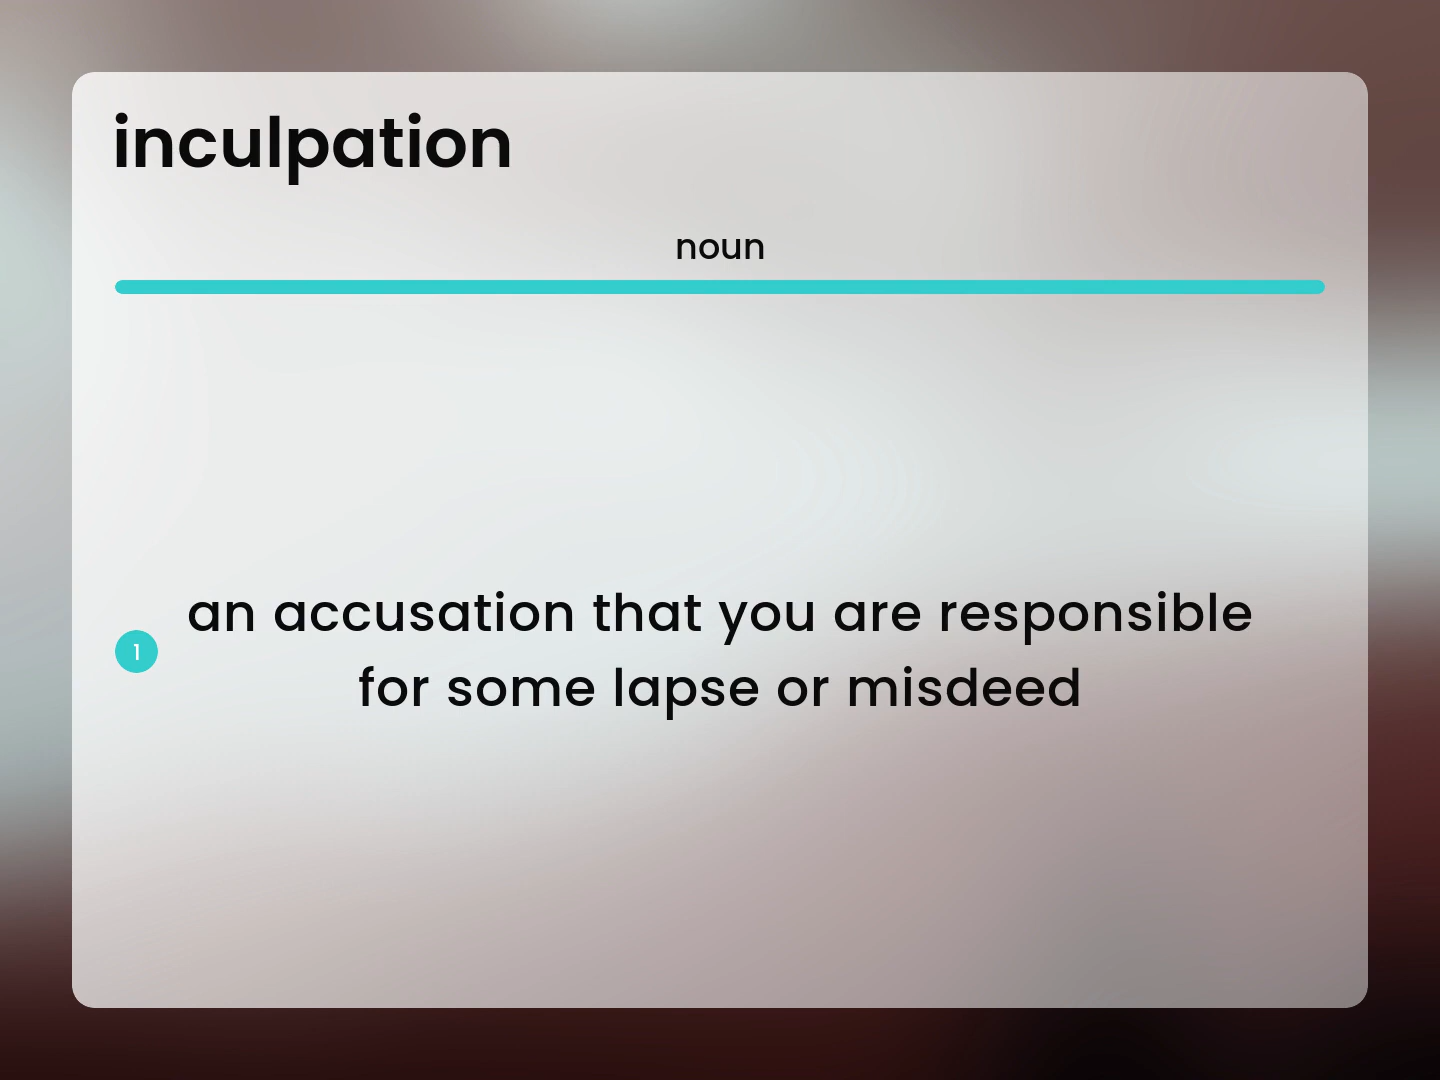 inculpation
noun
1
an accusation that you are responsible
for some lapse or misdeed